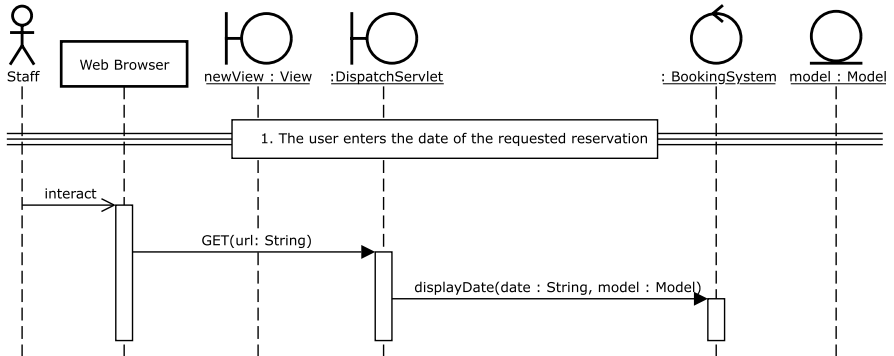 Staff
Web Browser
newView : View
:DispatchServlet
: BookingSystem
model : Model
1. The user enters the date of the requested reservation
interact
GET(url: String)
displayDate(date : String, model : Model)